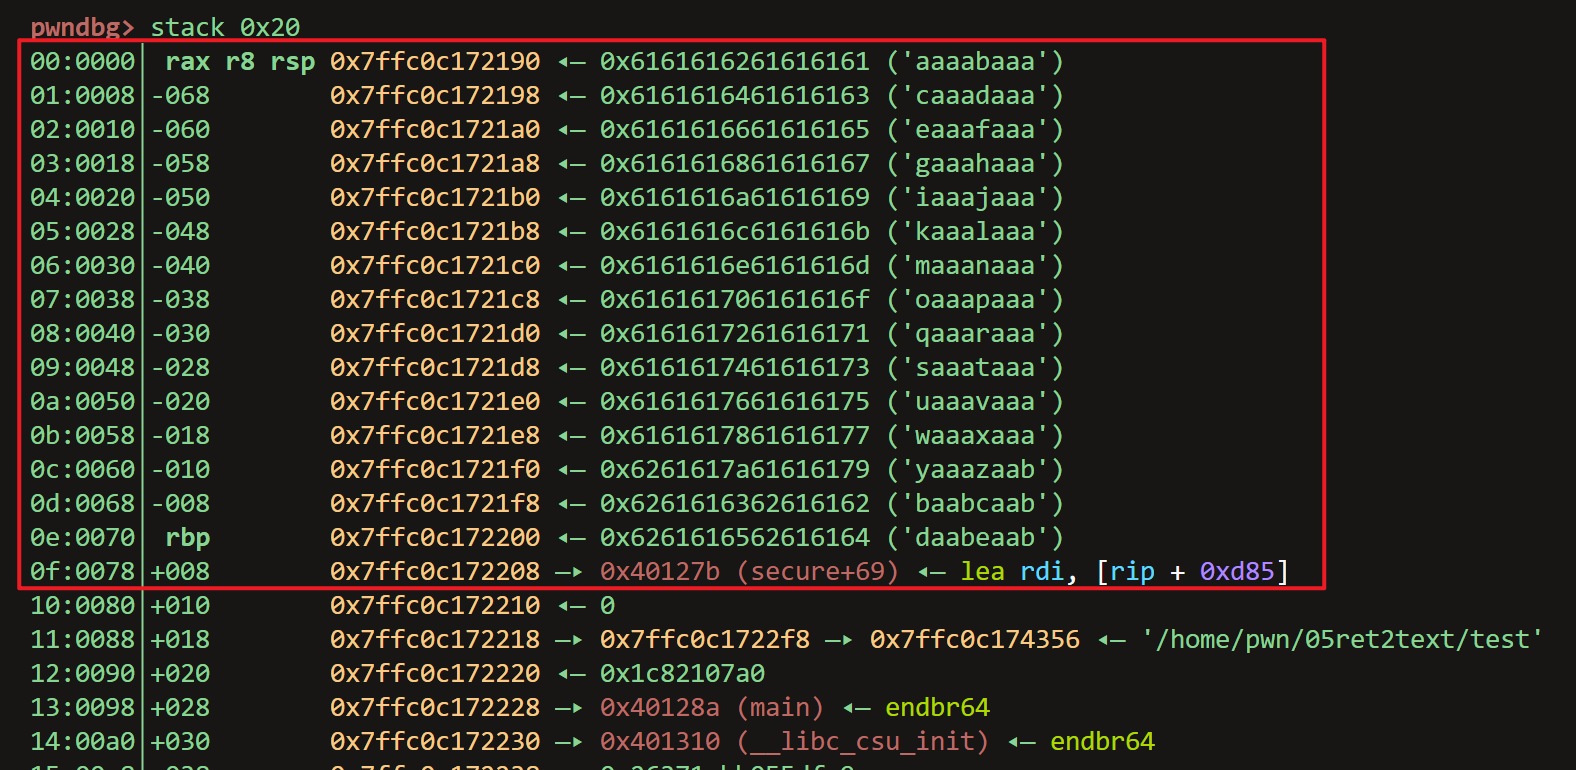 pwndbg> stack 0x20
00:0000│ rax r8 rsp 0x7ffc0c172190 ◂— 0x6161616261616161 ('aaaabaaa')
01:0008│-068 0x7ffc0c172198 ◂— 0x6161616461616163 ('caaadaaa')
02:0010│-060 0x7ffc0c1721a0 ◂— 0x6161616661616165 ('eaaafaaa')
03:0018│-058 0x7ffc0c1721a8 ◂— 0x6161616861616167 ('gaaahaaa')
04:0020│-050 0x7ffc0c1721b0 ◂— 0x6161616a61616169 ('iaaajaaa')
05:0028│-048 0x7ffc0c1721b8 ◂— 0x6161616c6161616b ('kaaalaaa')
06:0030│-040 0x7ffc0c1721c0 ◂— 0x6161616e6161616d ('maaanaaa')
07:0038│-038 0x7ffc0c1721c8 ◂— 0x616161706161616f ('oaaapaaa')
08:0040│-030 0x7ffc0c1721d0 ◂— 0x6161617261616171 ('qaaaraaa')
09:0048│-028 0x7ffc0c1721d8 ◂— 0x6161617461616173 ('saaataaa')
0a:0050│-020 0x7ffc0c1721e0 ◂— 0x6161617661616175 ('uaaavaaa')
0b:0058│-018 0x7ffc0c1721e8 ◂— 0x6161617861616177 ('waaaxaaa')
0c:0060│-010 0x7ffc0c1721f0 ◂— 0x6261617a61616179 ('yaaazaab')
0d:0068│-008 0x7ffc0c1721f8 ◂— 0x6261616362616162 ('baabcaab')
0e:0070│ rbp 0x7ffc0c172200 ◂— 0x6261616562616164 ('daabeaab')
0f:0078│+008 0x7ffc0c172208 —▸ 0x40127b (secure+69) ◂— lea rdi, [rip + 0xd85]
10:0080│+010 0x7ffc0c172210 ◂— 0
11:0088│+018 0x7ffc0c172218 —▸ 0x7ffc0c1722f8 —▸ 0x7ffc0c174356 ◂— '/home/pwn/05ret2text/test'
12:0090│+020 0x7ffc0c172220 ◂— 0x1c82107a0
13:0098│+028 0x7ffc0c172228 —▸ 0x40128a (main) ◂— endbr64
14:00a0│+030 0x7ffc0c172230 —▸ 0x401310 (__libc_csu_init) ◂— endbr64